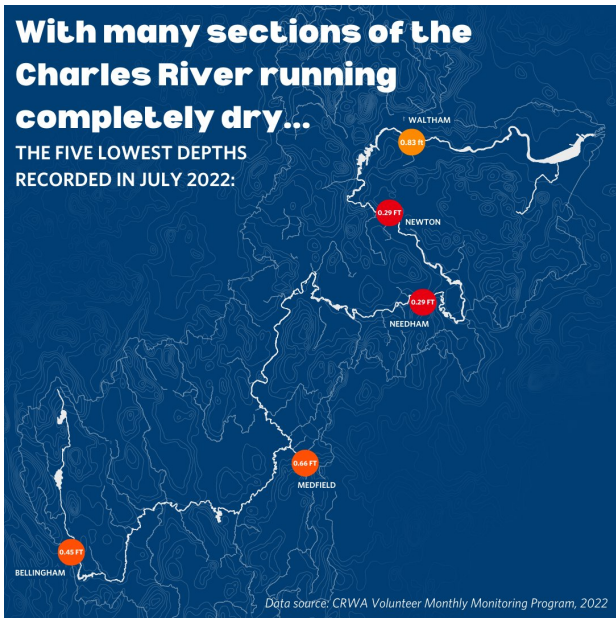 With many sections of the
Charles River running
completely dry...
THE FIVE LOWEST DEPTHS
RECORDED IN JULY 2022:
WALTHAM
0.83 ft
0.29 FT
NEWTON
0.29 FT
NEEDHAM
0.66 FT
MEDFIELD
0.45 FT
BELLINGHAM
Data source: CRWA Volunteer Monthly Monitoring Program, 2022